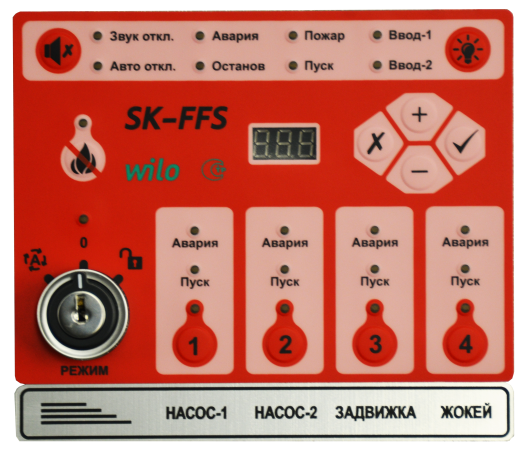 Звук откл. Авария Пожар Ввод-1
Авто откл. Останов Пуск Ввод-2
SK-FFS
wilo
888
+
-
0
A
РЕЖИМ
Авария Авария Авария Авария
Пуск Пуск Пуск Пуск
1 2 3 4
НАСОС-1 НАСОС-2 ЗАДВИЖКА ЖОКЕЙ